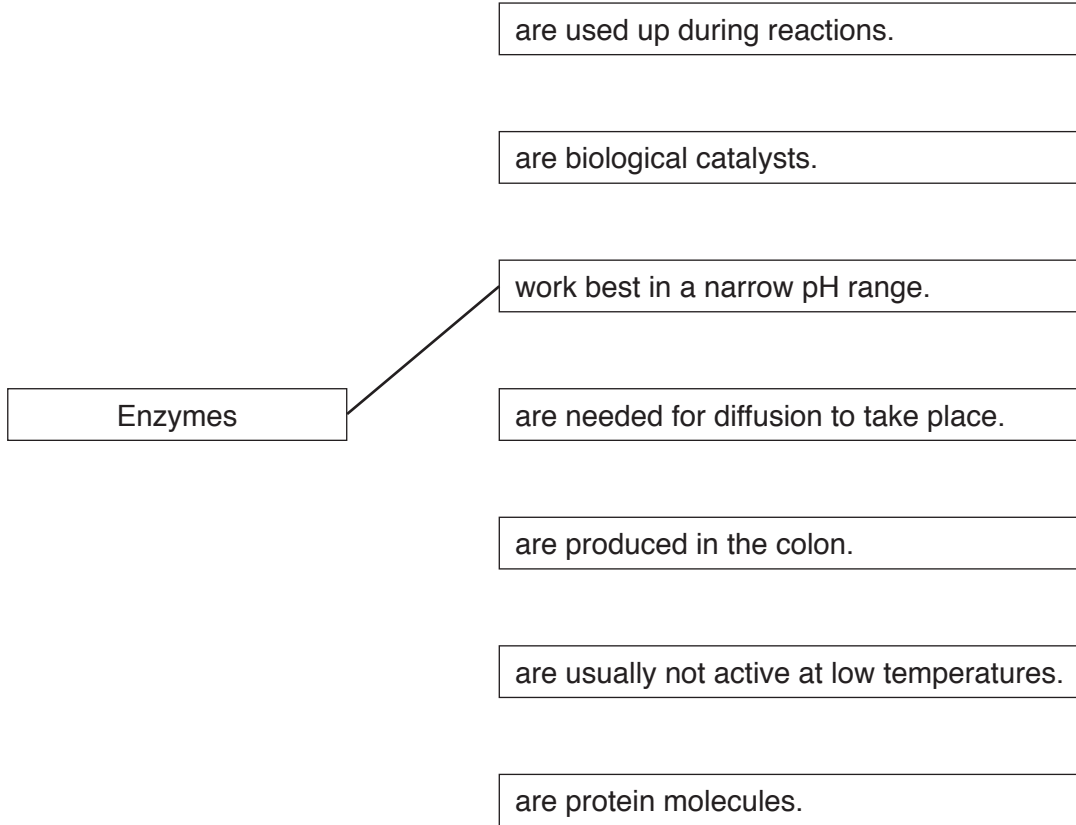 are used up during reactions.
are biological catalysts.
work best in a narrow pH range.
Enzymes
are needed for diffusion to take place.
are produced in the colon.
are usually not active at low temperatures.
are protein molecules.